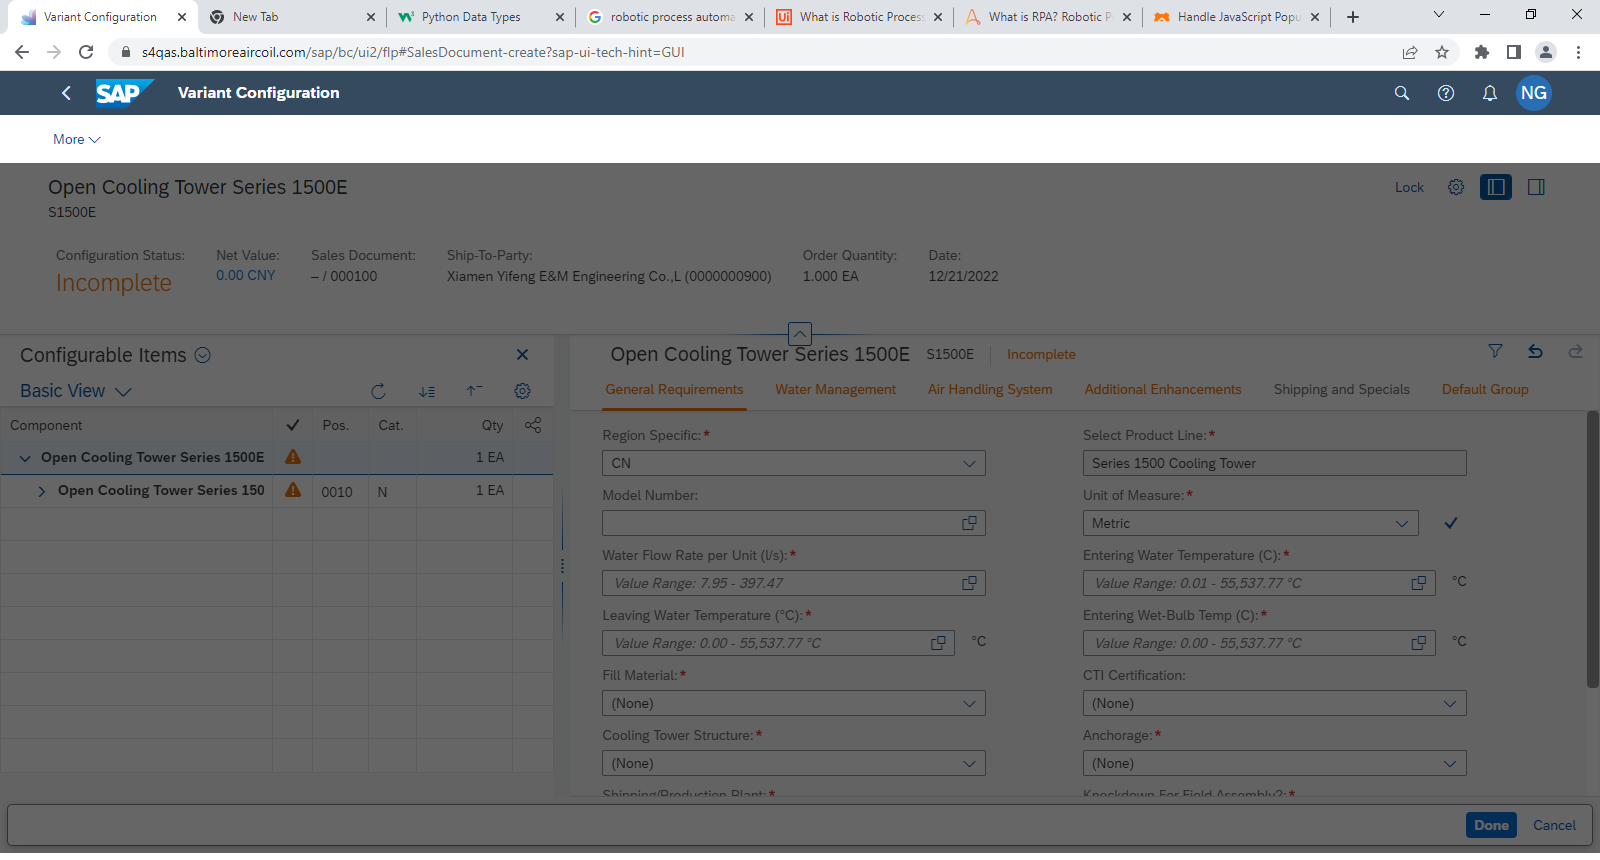 Variant Configuration
New Tab
Python Data Types
robotic process automa
What is Robotic Process
What is RPA? Robotic P
Handle JavaScript Popu
s4qas.baltimoreaircoil.com/sap/bc/ui2/flp#SalesDocument-create?sap-ui-tech-hint=GUI
SAP Variant Configuration
NG
More
Open Cooling Tower Series 1500E
S1500E
Lock
Configuration Status:
Incomplete
Net Value:
0.00 CNY
Sales Document:
– / 000100
Ship-To-Party:
Xiamen Yifeng E&M Engineering Co.,L (0000000900)
Order Quantity:
1.000 EA
Date:
12/21/2022
Configurable Items
Basic View
Component Pos. Cat. Qty
Open Cooling Tower Series 1500E 1 EA
Open Cooling Tower Series 150 0010 N 1 EA
Open Cooling Tower Series 1500E S1500E Incomplete
General Requirements Water Management Air Handling System Additional Enhancements Shipping and Specials Default Group
Region Specific:*
CN
Select Product Line:*
Series 1500 Cooling Tower
Model Number:
Unit of Measure:*
Metric
Water Flow Rate per Unit (l/s):*
Value Range: 7.95 - 397.47
Entering Water Temperature (C):*
Value Range: 0.01 - 55,537.77 °C
°C
Leaving Water Temperature (°C):*
Value Range: 0.00 - 55,537.77 °C
°C
Entering Wet-Bulb Temp (C):*
Value Range: 0.00 - 55,537.77 °C
°C
Fill Material:*
(None)
CTI Certification:
(None)
Cooling Tower Structure:*
(None)
Anchorage:*
(None)
Shipping/Production Plant:*
Knockdown For Field Assembly?:*
Done
Cancel